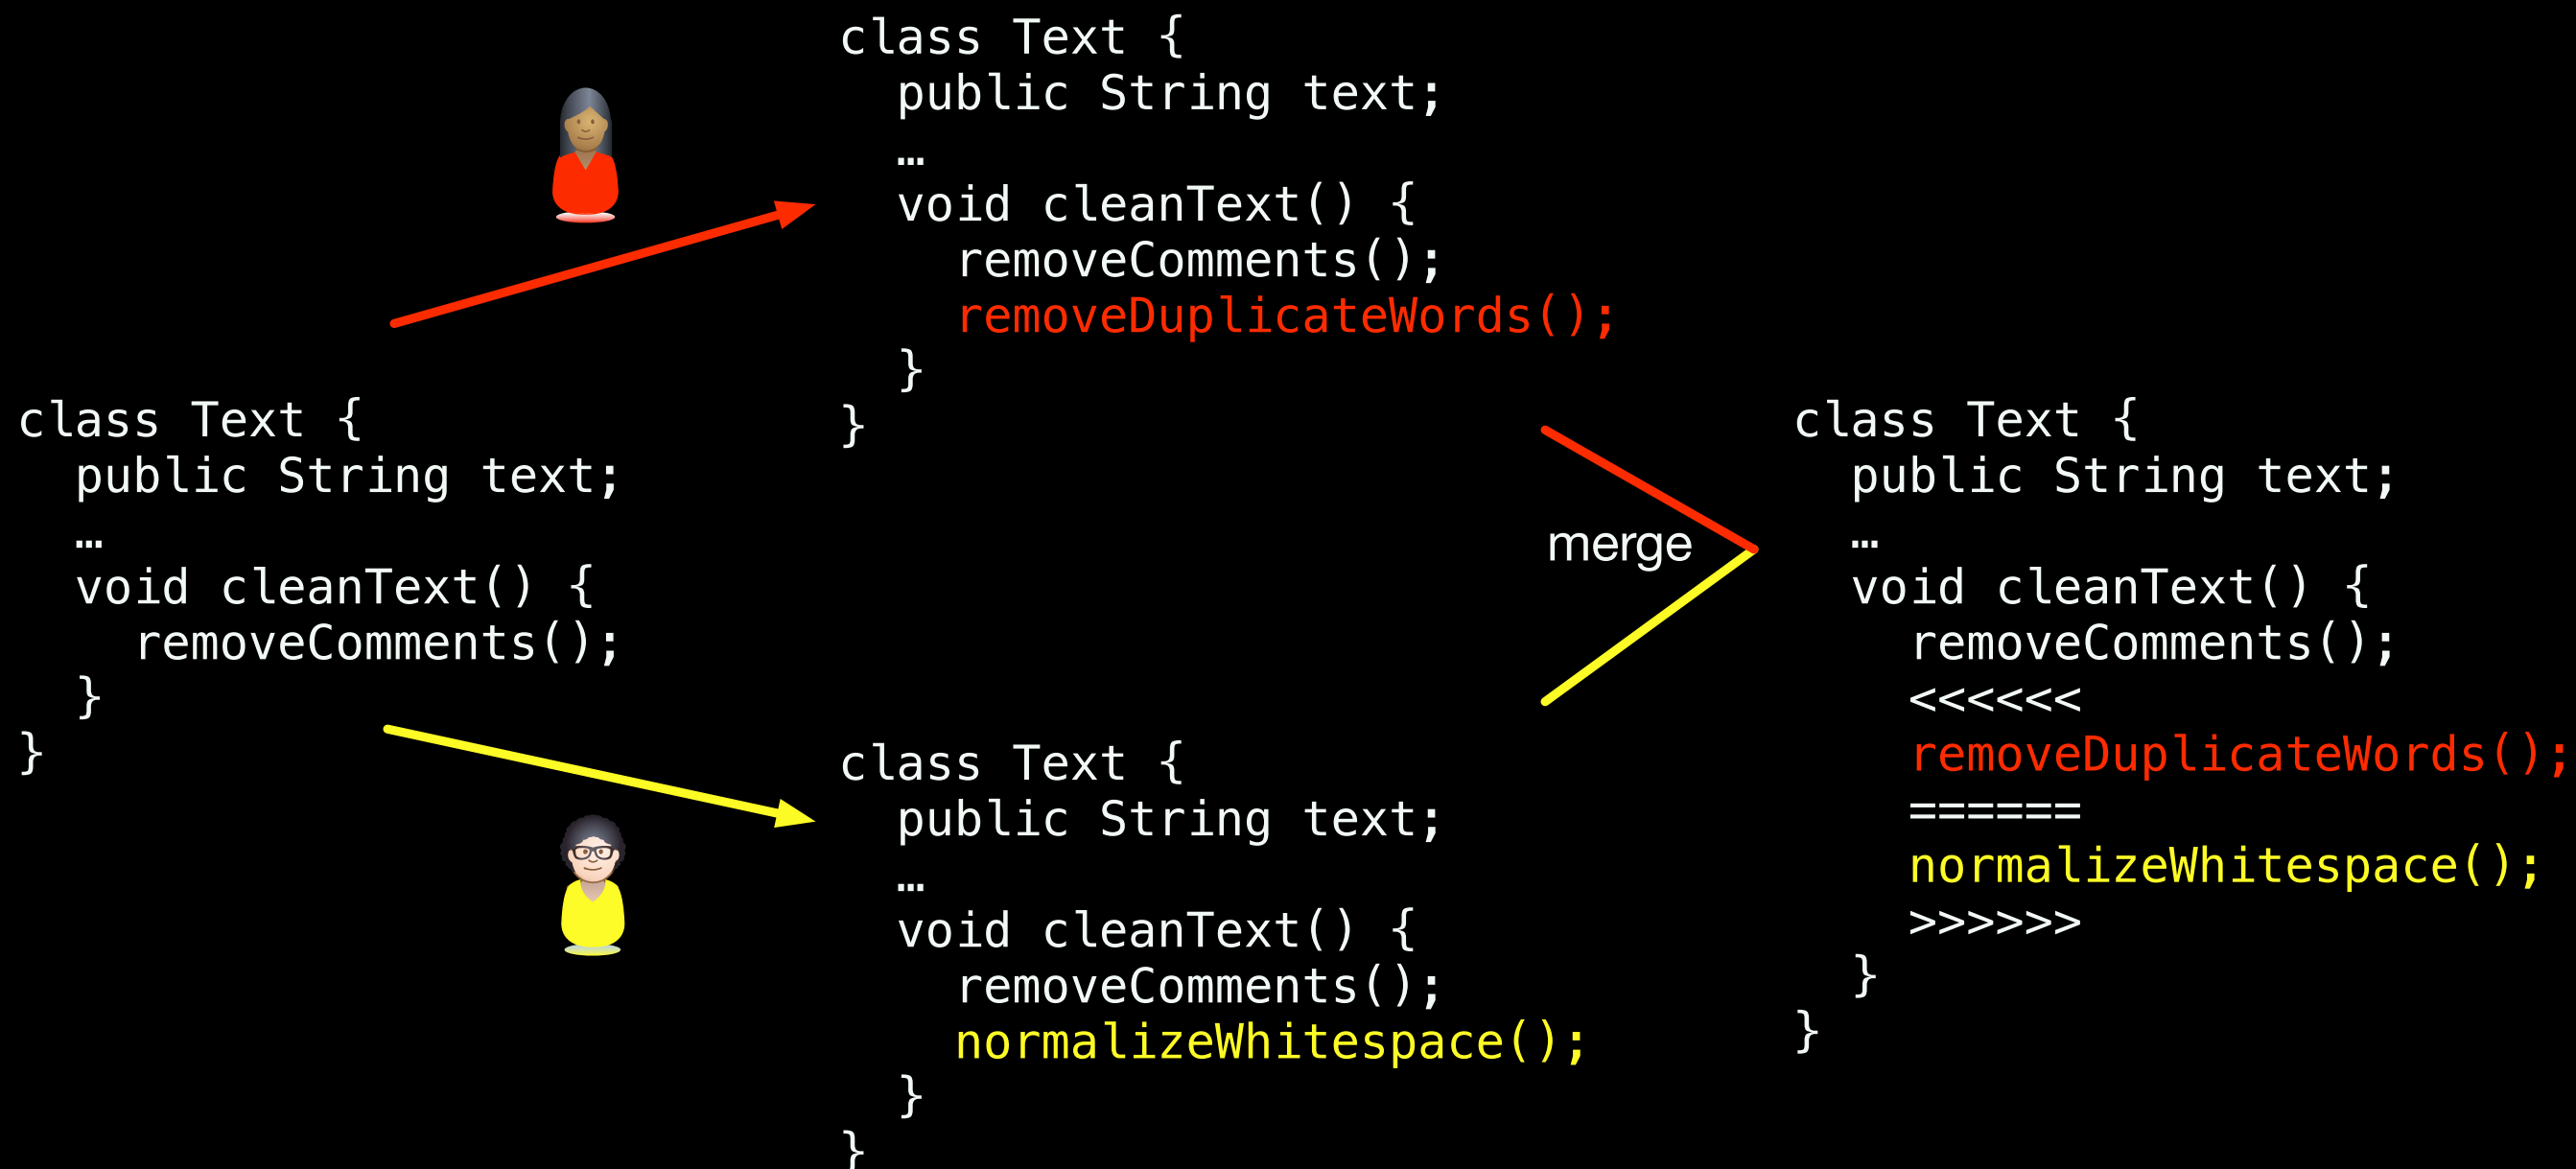 class Text {
  public String text;
  …
  void cleanText() {
    removeComments();
  }
}
class Text {
  public String text;
  …
  void cleanText() {
    removeComments();
    removeDuplicateWords();
  }
}
class Text {
  public String text;
  …
  void cleanText() {
    removeComments();
    normalizeWhitespace();
  }
}
merge
class Text {
  public String text;
  …
  void cleanText() {
    removeComments();
    <<<<<<
    removeDuplicateWords();
    ======
    normalizeWhitespace();
    >>>>>>
  }
}